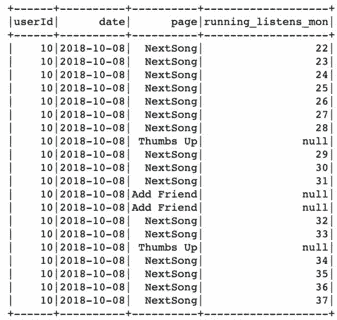 +------+----------+----------+--------------------+
|userId|      date|      page|running_listens_mon|
+------+----------+----------+--------------------+
|    10|2018-10-08|  NextSong|                 22|
|    10|2018-10-08|  NextSong|                 23|
|    10|2018-10-08|  NextSong|                 24|
|    10|2018-10-08|  NextSong|                 25|
|    10|2018-10-08|  NextSong|                 26|
|    10|2018-10-08|  NextSong|                 27|
|    10|2018-10-08|  NextSong|                 28|
|    10|2018-10-08| Thumbs Up|               null|
|    10|2018-10-08|  NextSong|                 29|
|    10|2018-10-08|  NextSong|                 30|
|    10|2018-10-08|  NextSong|                 31|
|    10|2018-10-08|Add Friend|               null|
|    10|2018-10-08|Add Friend|               null|
|    10|2018-10-08|  NextSong|                 32|
|    10|2018-10-08|  NextSong|                 33|
|    10|2018-10-08| Thumbs Up|               null|
|    10|2018-10-08|  NextSong|                 34|
|    10|2018-10-08|  NextSong|                 35|
|    10|2018-10-08|  NextSong|                 36|
|    10|2018-10-08|  NextSong|                 37|
+------+----------+----------+--------------------+